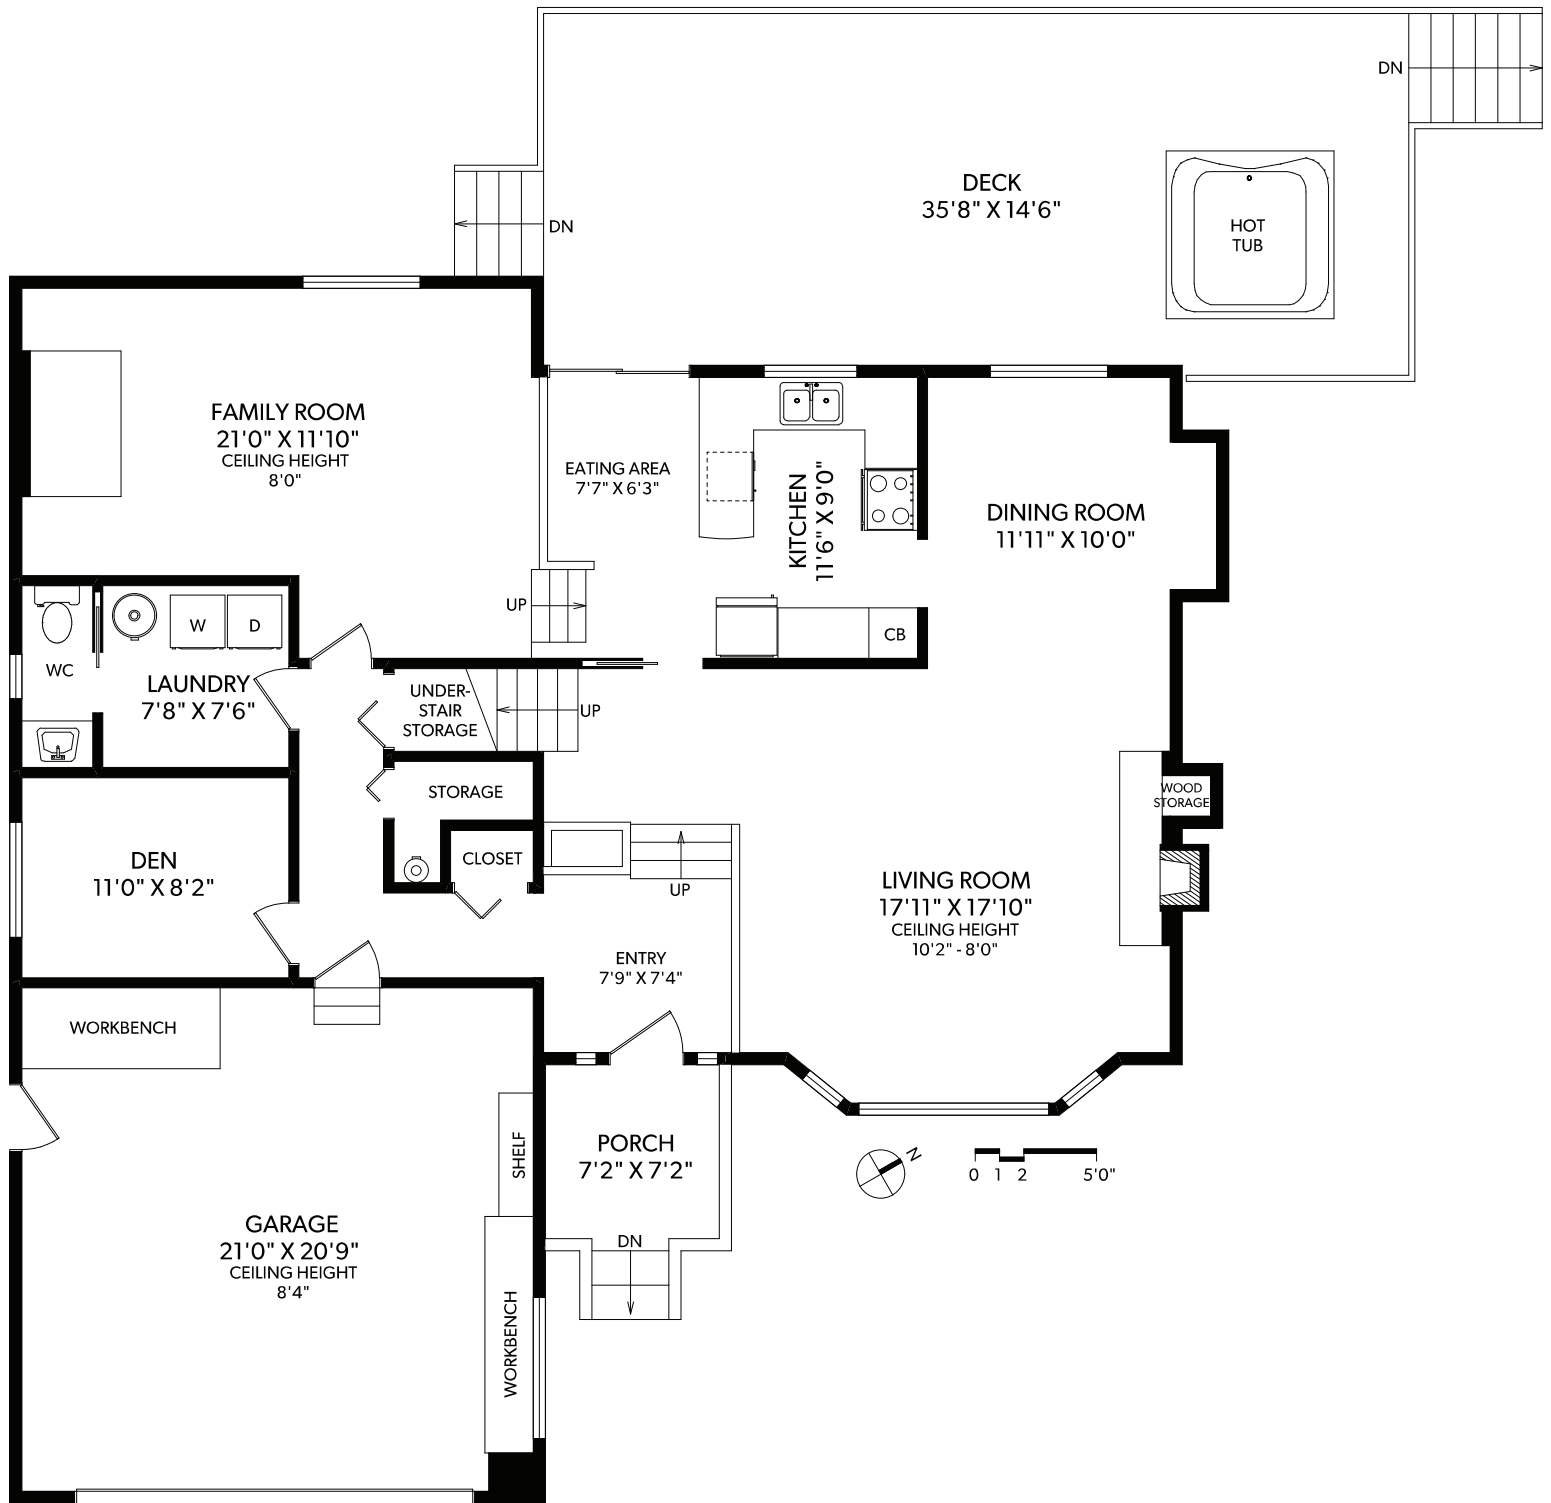 DN
DECK
35'8" X 14'6"
HOT
TUB
DN
FAMILY ROOM
21'0" X 11'10"
CEILING HEIGHT
8'0"
EATING AREA
7'7" X 6'3"
KITCHEN
11'6" X 9'0"
DINING ROOM
11'11" X 10'0"
UP
W
D
CB
WC
LAUNDRY
7'8" X 7'6"
UNDER-
STAIR
STORAGE
UP
STORAGE
WOOD
STORAGE
DEN
11'0" X 8'2"
CLOSET
UP
LIVING ROOM
17'11" X 17'10"
CEILING HEIGHT
10'2" - 8'0"
ENTRY
7'9" X 7'4"
WORKBENCH
SHELF
PORCH
7'2" X 7'2"
N
0 1 2 5'0"
GARAGE
21'0" X 20'9"
CEILING HEIGHT
8'4"
DN
WORKBENCH